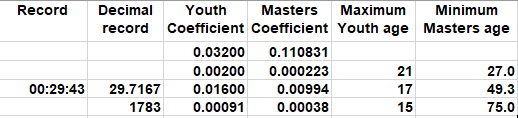 Record Decimal record Youth Coefficient Masters Coefficient Maximum Youth age Minimum Masters age
0.03200 0.110831
0.00200 0.000223 21 27.0
00:29:43 29.7167 0.01600 0.00994 17 49.3
1783 0.00091 0.00038 15 75.0